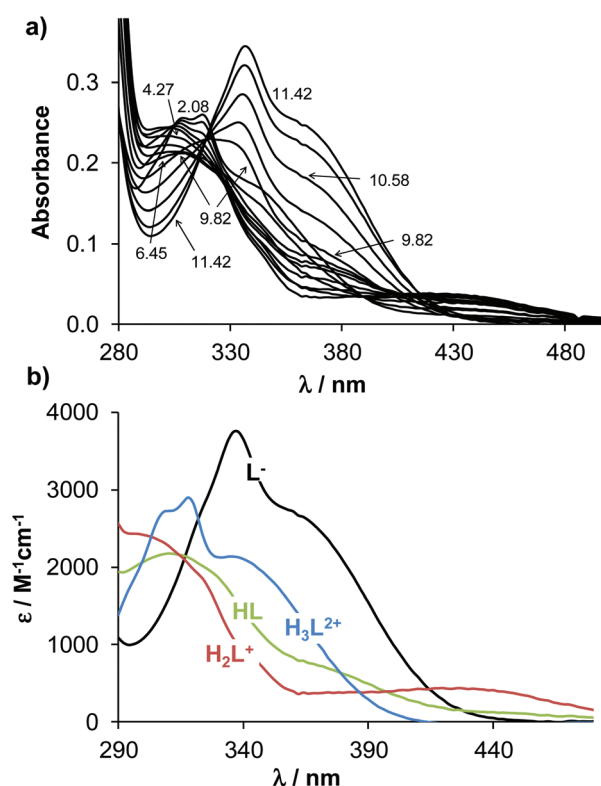 a)
Absorbance
0.3
0.2
0.1
0.0
4.27
2.08
11.42
10.58
9.82
9.82
6.45
11.42
280 330 380 430 480
λ / nm
b)
ε / M⁻¹cm⁻¹
4000
3000
2000
1000
0
L⁻
HL
H₃L²⁺
H₂L⁺
290 340 390 440
λ / nm